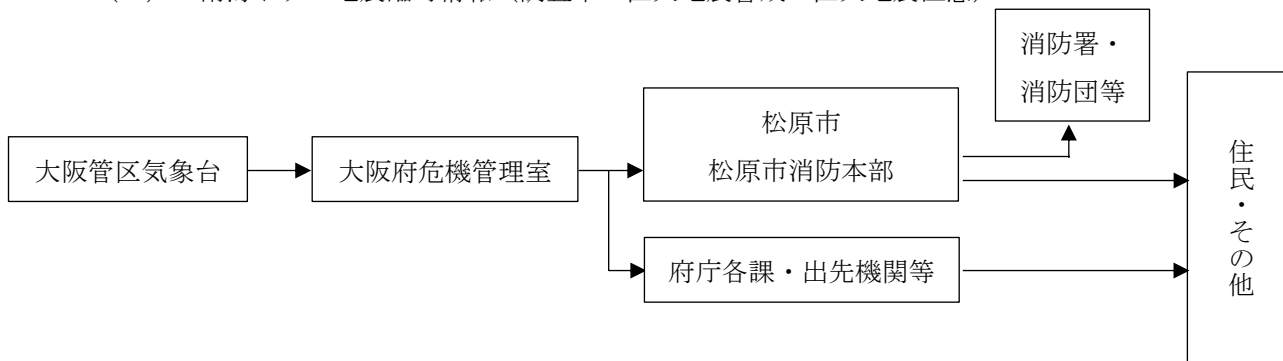 消防署・
消防団等
松原市
松原市消防本部
大阪管区気象台
大阪府危機管理室
府庁各課・出先機関等
住民・その他